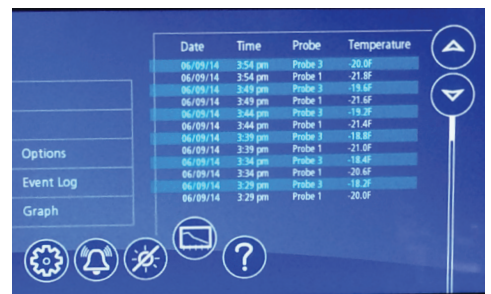 Date Time Probe Temperature
06/09/14 3:54 pm Probe 3 -20.0F
06/09/14 3:54 pm Probe 1 -21.8F
06/09/14 3:49 pm Probe 3 -19.6F
06/09/14 3:49 pm Probe 1 -21.6F
06/09/14 3:44 pm Probe 3 -19.2F
06/09/14 3:44 pm Probe 1 -21.4F
06/09/14 3:39 pm Probe 3 -18.8F
06/09/14 3:39 pm Probe 1 -21.0F
06/09/14 3:34 pm Probe 3 -18.4F
06/09/14 3:34 pm Probe 1 -20.6F
06/09/14 3:29 pm Probe 3 -18.2F
06/09/14 3:29 pm Probe 1 -20.0F
Options
Event Log
Graph
?